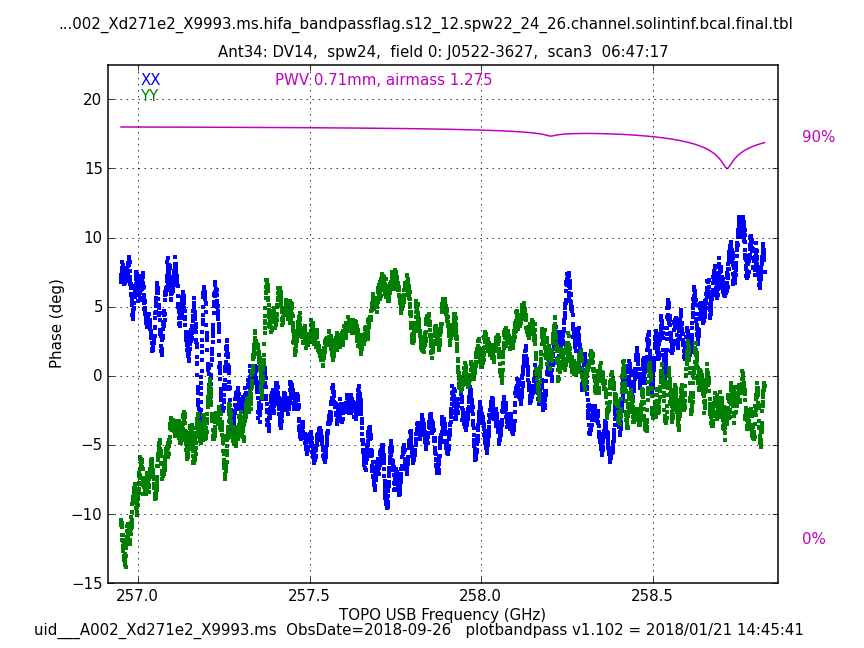 ...002_Xd271e2_X9993.ms.hifa_bandpassflag.s12_12.spw22_24_26.channel.solintinf.bcal.final.tbl
Ant34: DV14, spw24, field 0: J0522-3627, scan3 06:47:17
XX
YY
PWV 0.71mm, airmass 1.275
20
15
10
5
0
−5
−10
−15
Phase (deg)
90%
0%
257.0 257.5 258.0 258.5
TOPO USB Frequency (GHz)
uid___A002_Xd271e2_X9993.ms ObsDate=2018-09-26 plotbandpass v1.102 = 2018/01/21 14:45:41